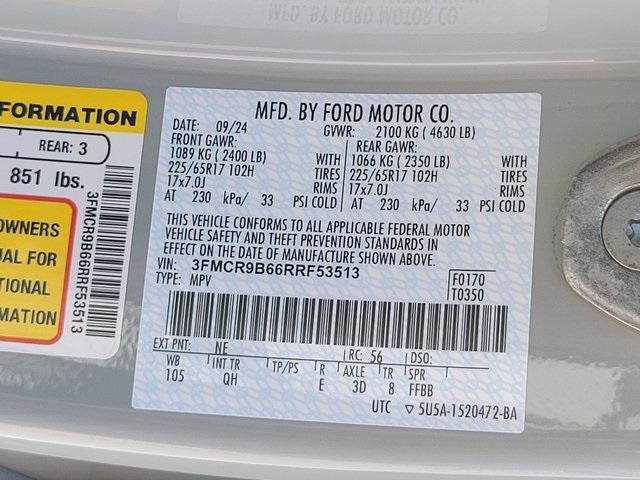 MFD. BY FORD MOTOR CO.
FORMATION
REAR: 3
851 lbs.
OWNERS
UAL FOR
TIONAL
MATION
3FMCR9B66RRF53513
MFD. BY FORD MOTOR CO.
DATE: 09/24 GVWR: 2100 KG ( 4630 LB)
FRONT GAWR: REAR GAWR:
1089 KG ( 2400 LB) WITH 1066 KG ( 2350 LB) WITH
225/65R17 102H TIRES 225/65R17 102H TIRES
17x7.0J RIMS 17x7.0J RIMS
AT 230 kPa/ 33 PSI COLD AT 230 kPa/ 33 PSI COLD
THIS VEHICLE CONFORMS TO ALL APPLICABLE FEDERAL MOTOR
VEHICLE SAFETY AND THEFT PREVENTION STANDARDS IN
EFFECT ON THE DATE OF MANUFACTURE SHOWN ABOVE.
VIN: 3FMCR9B66RRF53513 F0170
TYPE: MPV T0350
EXT PNT: NE RC: 56 DSO:
WB INT TR TP/PS R AXLE TR SPR
105 QH E 3D 8 FFBB
UTC ▽ 5U5A-1520472-BA